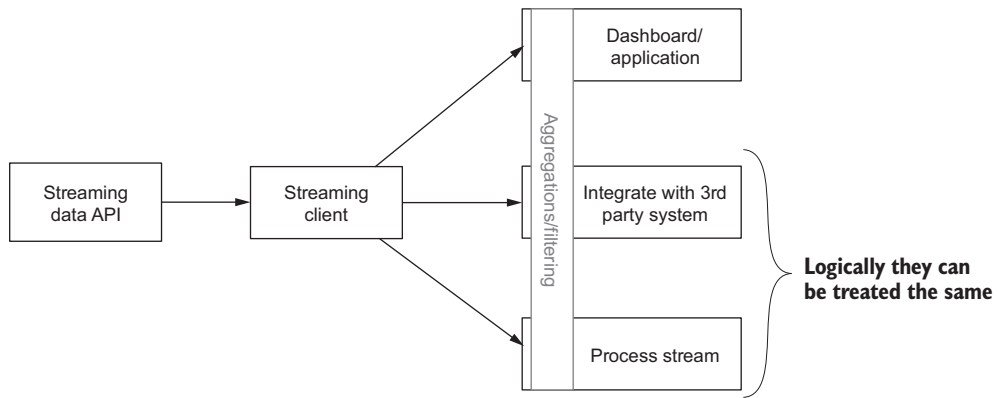 Dashboard/
application
Aggregations/filtering
Streaming
data API
Streaming
client
Integrate with 3rd
party system
Logically they can
be treated the same
Process stream